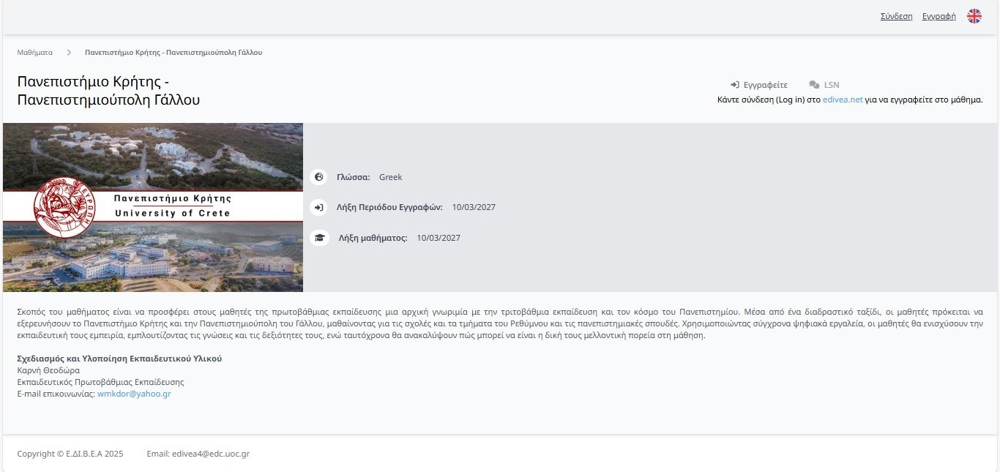 Σύνδεση Εγγραφή
Μαθήματα Πανεπιστήμιο Κρήτης - Πανεπιστημιούπολη Γάλλου
Πανεπιστήμιο Κρήτης -
Πανεπιστημιούπολη Γάλλου
Εγγραφείτε LSN
Κάντε σύνδεση (Log in) στο edivea.net για να εγγραφείτε στο μάθημα.
ΕΥΡΩΠΗ
Πανεπιστήμιο Κρήτης
University of Crete
Γλώσσα: Greek
Λήξη Περιόδου Εγγραφών: 10/03/2027
Λήξη μαθήματος: 10/03/2027
Σκοπός του μαθήματος είναι να προσφέρει στους μαθητές της πρωτοβάθμιας εκπαίδευσης μια αρχική γνωριμία με την τριτοβάθμια εκπαίδευση και τον κόσμο του Πανεπιστημίου. Μέσα από ένα διαδραστικό ταξίδι, οι μαθητές πρόκειται να
εξερευνήσουν το Πανεπιστήμιο Κρήτης και την Πανεπιστημιούπολη του Γάλλου, μαθαίνοντας για τις σχολές και τα τμήματα του Ρεθύμνου και τις πανεπιστημιακές σπουδές. Χρησιμοποιώντας σύγχρονα ψηφιακά εργαλεία, οι μαθητές θα ενισχύσουν την
εκπαιδευτική τους εμπειρία, εμπλουτίζοντας τις γνώσεις και τις δεξιότητες τους, ενώ ταυτόχρονα θα ανακαλύψουν πώς μπορεί να είναι η δική τους μελλοντική πορεία στη μάθηση.
Σχεδιασμός και Υλοποίηση Εκπαιδευτικού Υλικού
Καρνή Θεοδώρα
Εκπαιδευτικός Πρωτοβάθμιας Εκπαίδευσης
E-mail επικοινωνίας: wmkdor@yahoo.gr
Copyright © Ε.ΔΙ.Β.Ε.Α 2025 Email: edivea4@edc.uoc.gr